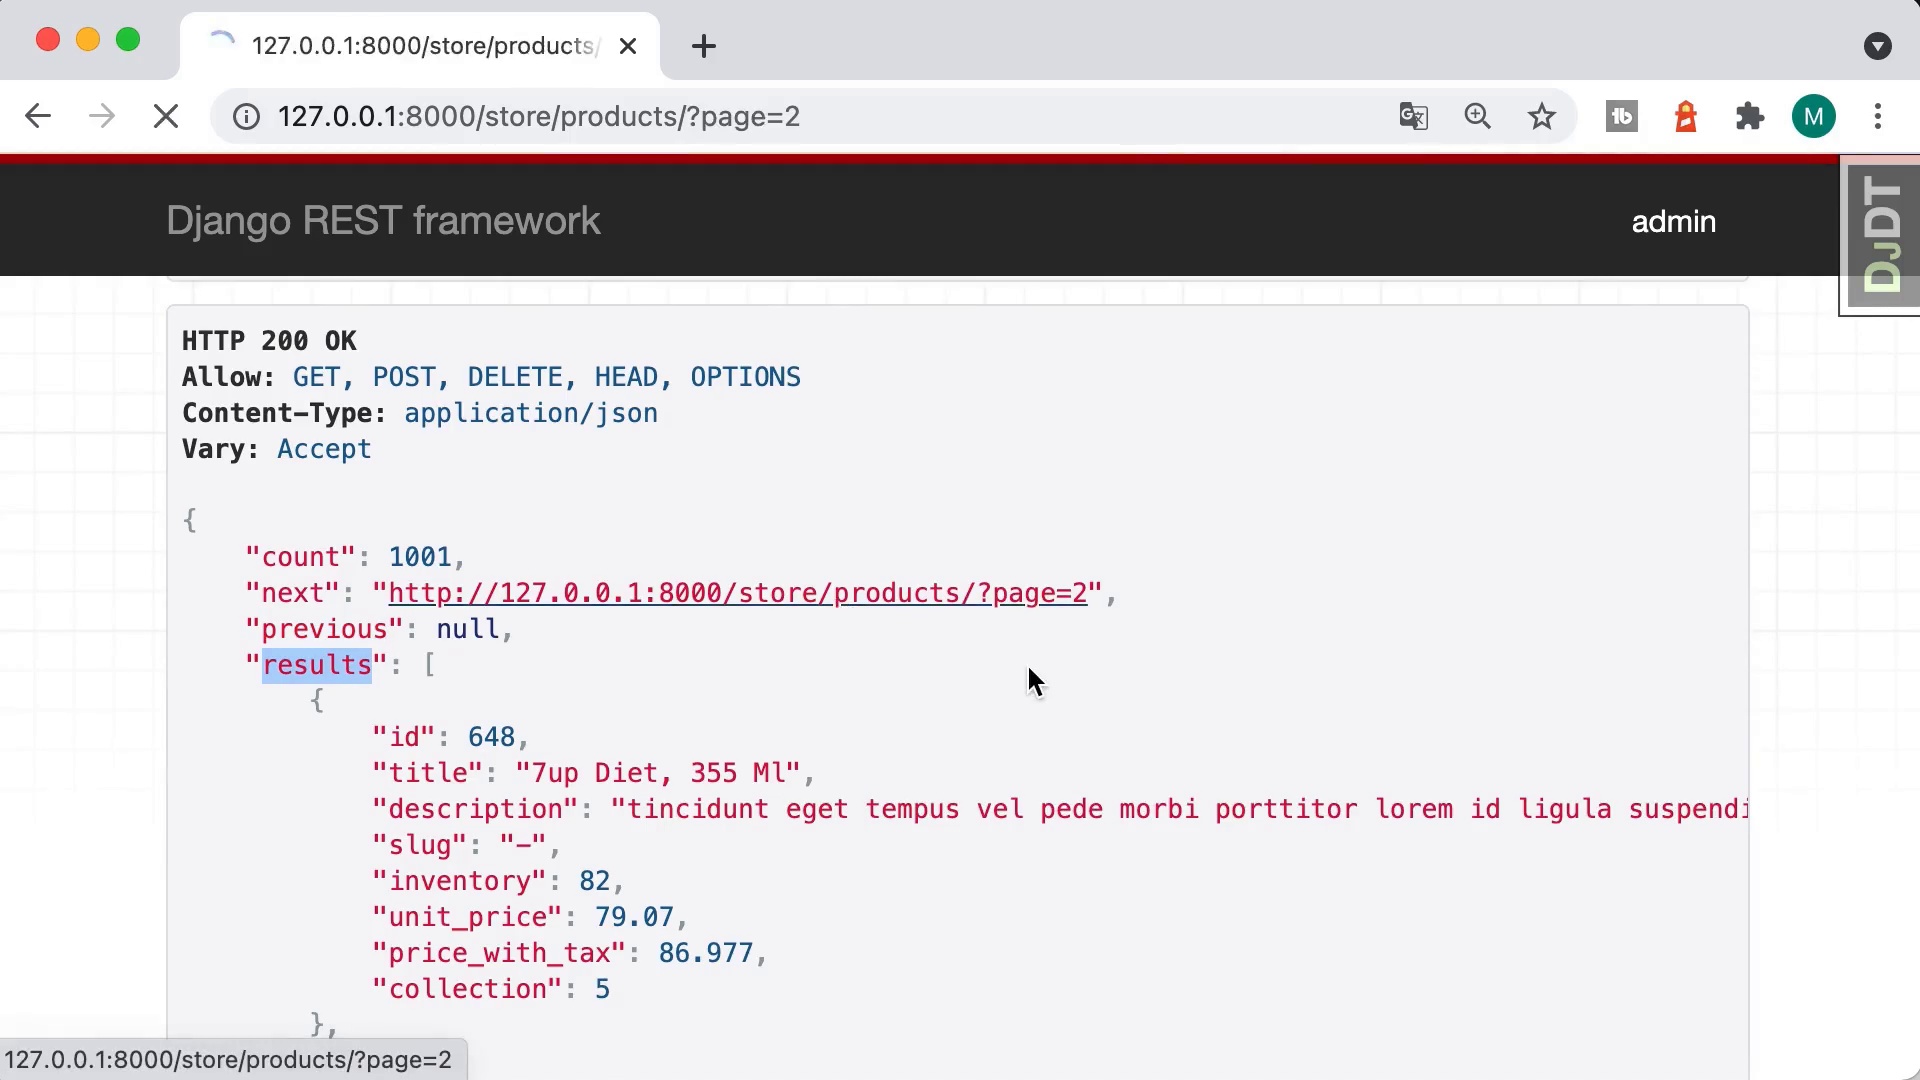 127.0.0.1:8000/store/products/
127.0.0.1:8000/store/products/?page=2
M
Django REST framework
admin
DJDT
HTTP 200 OK
Allow: GET, POST, DELETE, HEAD, OPTIONS
Content-Type: application/json
Vary: Accept
{
"count": 1001,
"next": "http://127.0.0.1:8000/store/products/?page=2",
"previous": null,
"results": [
{
"id": 648,
"title": "7up Diet, 355 Ml",
"description": "tincidunt eget tempus vel pede morbi porttitor lorem id ligula suspendi
"slug": "-",
"inventory": 82,
"unit_price": 79.07,
"price_with_tax": 86.977,
"collection": 5
},
127.0.0.1:8000/store/products/?page=2